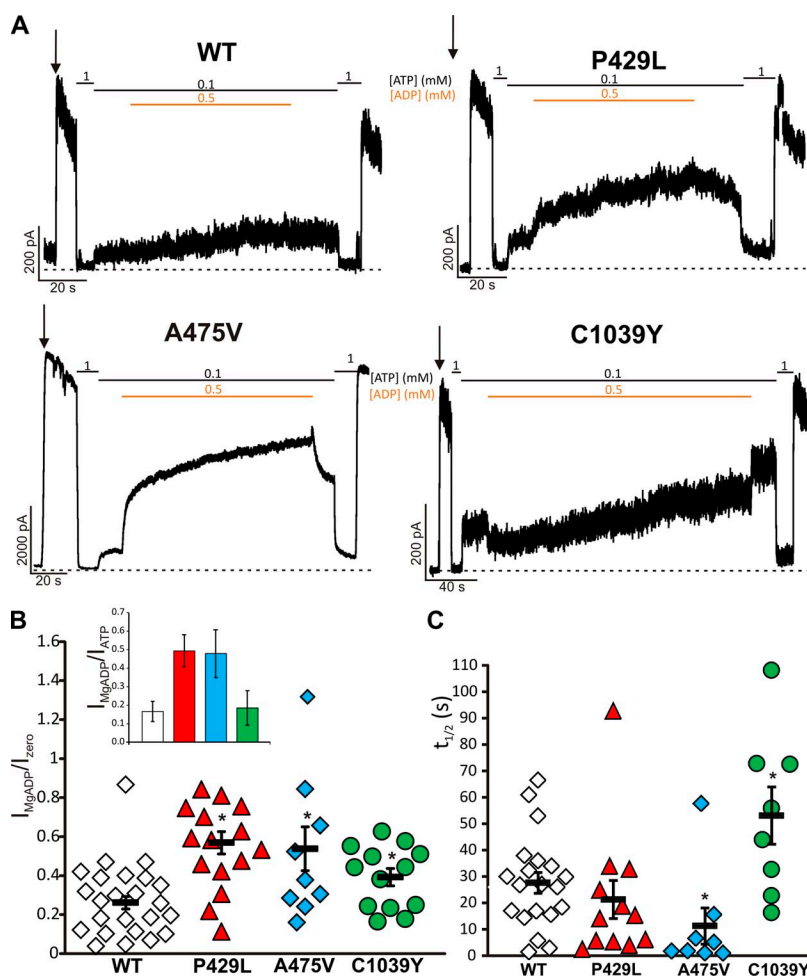 A
WT
P429L
1
0.1
1
0.5
[ATP] (mM)
[ADP] (mM)
1
0.1
1
0.5
200 pA
20 s
200 pA
20 s
A475V
C1039Y
1
0.1
1
0.5
[ATP] (mM)
[ADP] (mM)
1
0.1
1
0.5
2000 pA
20 s
200 pA
40 s
B
C
I_MgADP/I_zero
1.6
1.4
1.2
1
0.8
0.6
0.4
0.2
0
I_MgADP/I_ATP
0.7
0.6
0.5
0.4
0.3
0.2
0.1
0.0
*
*
*
WT P429L A475V C1039Y
t_1/2 (s)
110
100
90
80
70
60
50
40
30
20
10
0
*
*
WT P429L A475V C1039Y